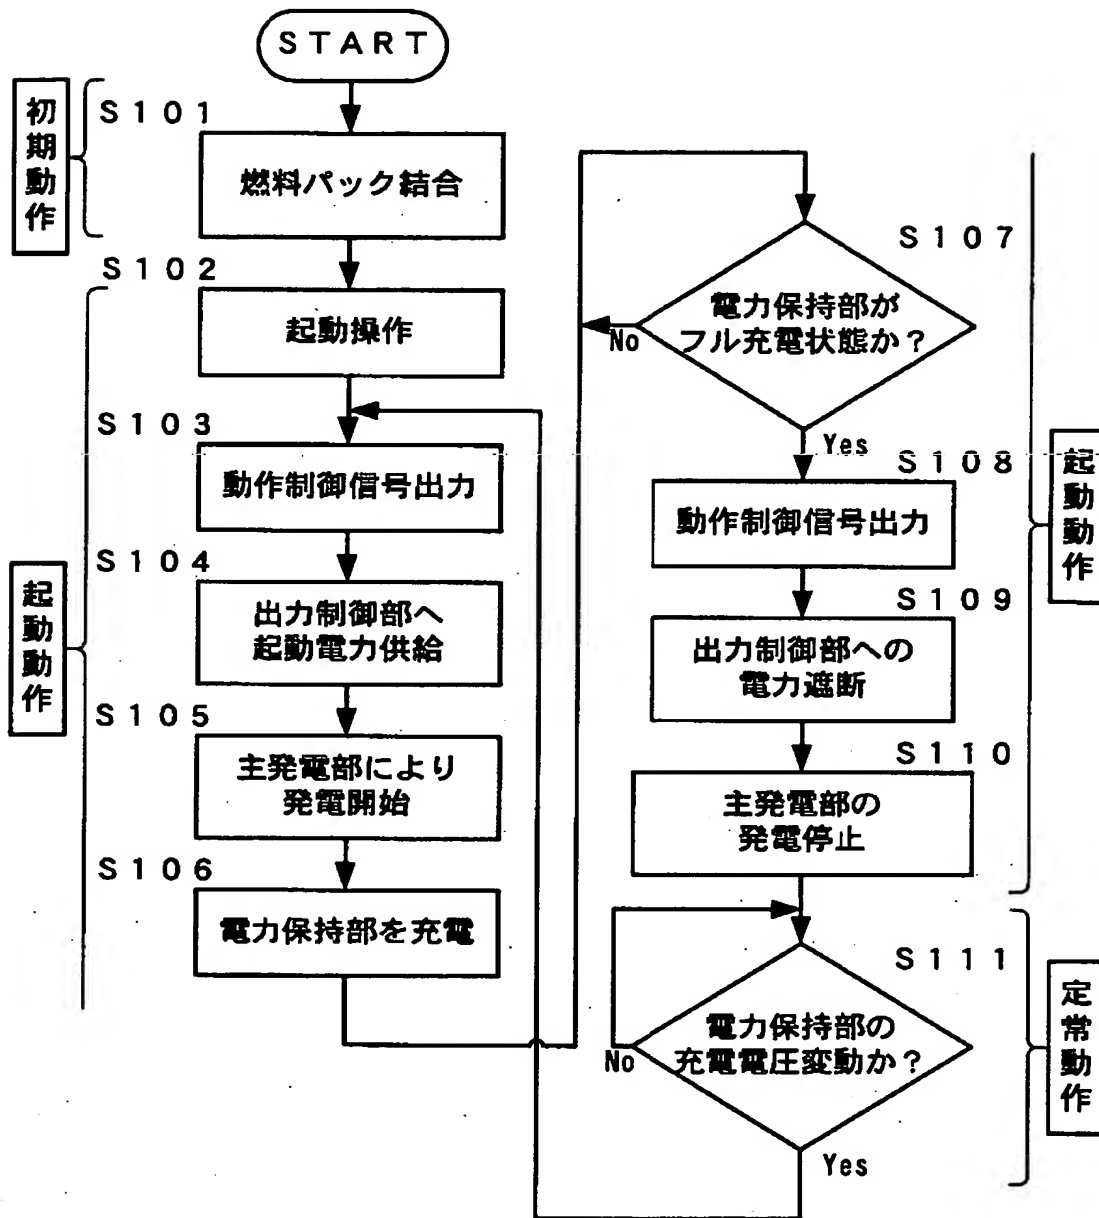 START
初期動作
S101
燃料パック結合
S102
起動操作
S103
動作制御信号出力
起動動作
S104
出力制御部へ
起動電力供給
S105
主発電部により
発電開始
S106
電力保持部を充電
S107
電力保持部が
フル充電状態か?
No
Yes
S108
動作制御信号出力
起動動作
S109
出力制御部への
電力遮断
S110
主発電部の
発電停止
S111
電力保持部の
充電電圧変動か?
No
Yes
定常動作